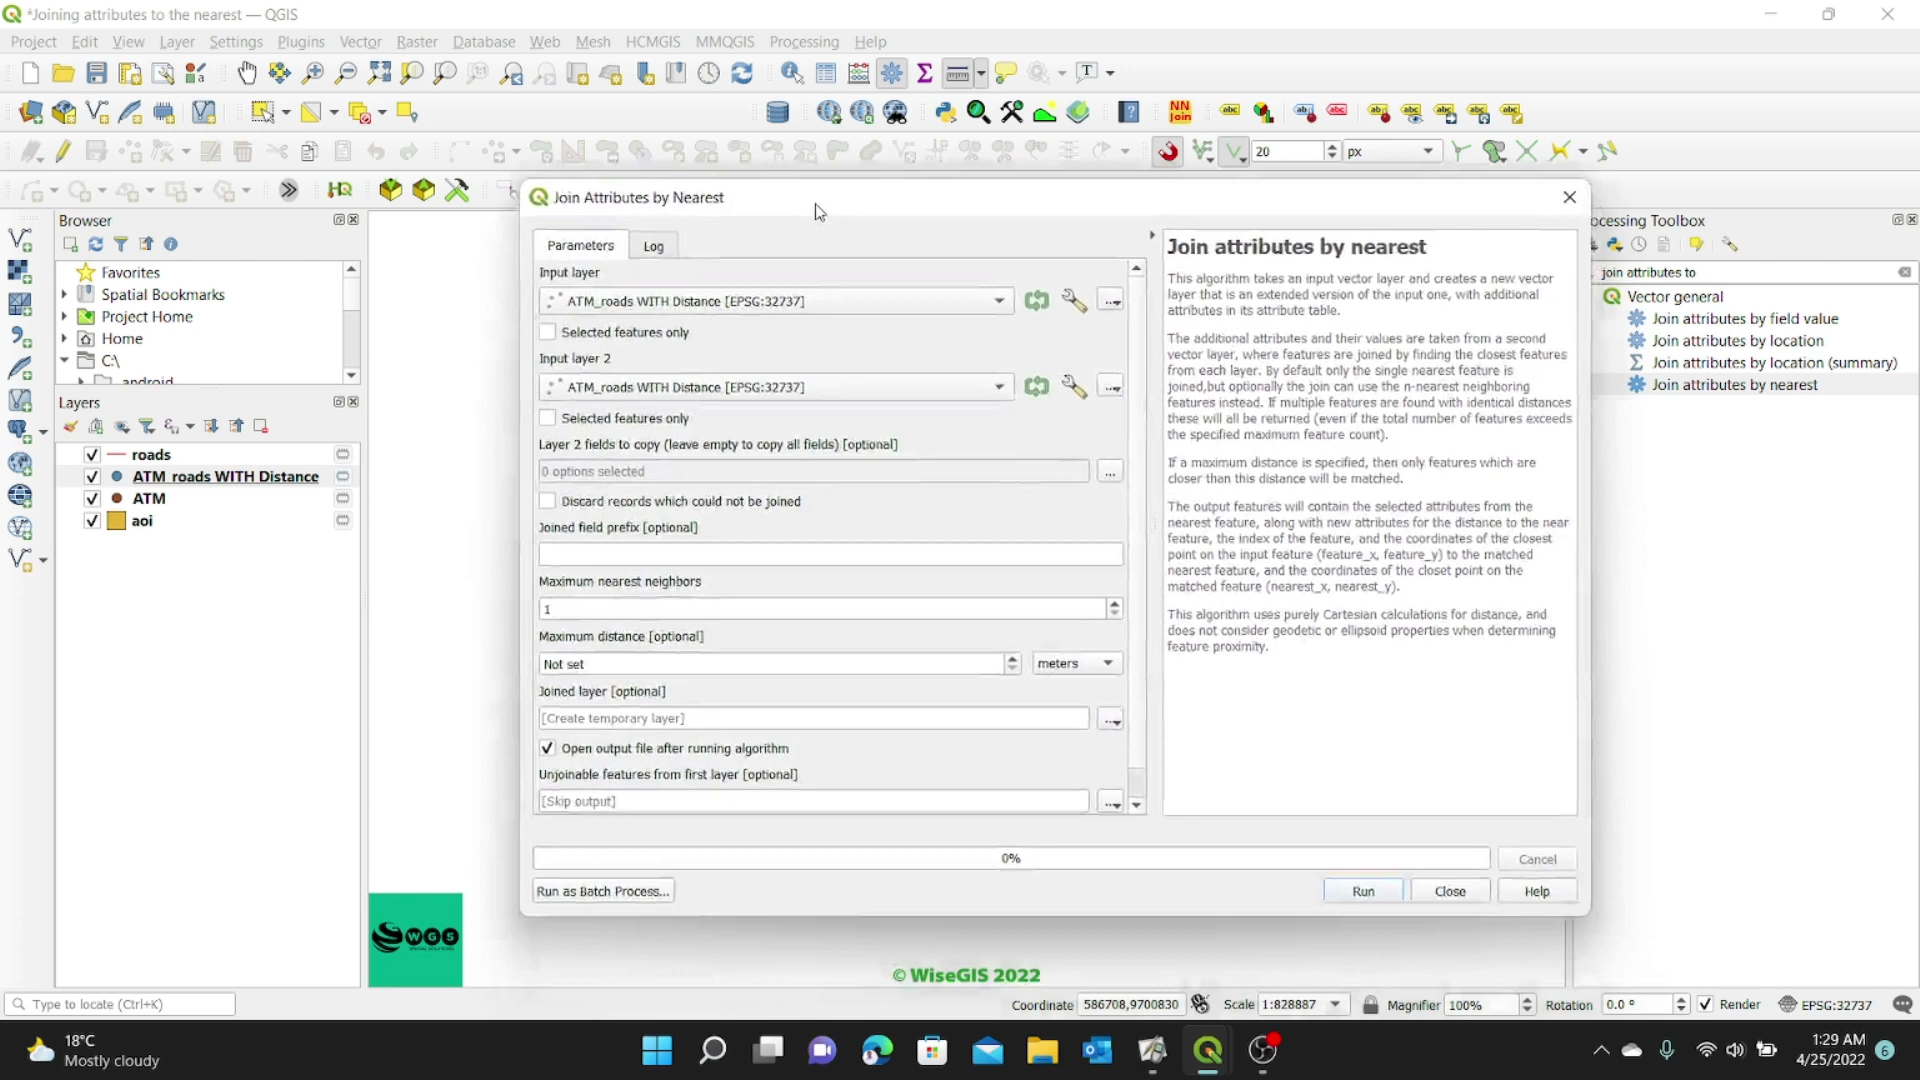 *Joining attributes to the nearest — QGIS
Project Edit View Layer Settings Plugins Vector Raster Database Web Mesh HCMGIS MMQGIS Processing Help
NN
Join
20
px
Browser
Favorites
Spatial Bookmarks
Project Home
Home
C:\
android
Layers
roads
ATM_roads WITH Distance
ATM
aoi
Join Attributes by Nearest
Parameters
Log
Input layer
ATM_roads WITH Distance [EPSG:32737]
Selected features only
Input layer 2
ATM_roads WITH Distance [EPSG:32737]
Selected features only
Layer 2 fields to copy (leave empty to copy all fields) [optional]
0 options selected
Discard records which could not be joined
Joined field prefix [optional]
Maximum nearest neighbors
1
Maximum distance [optional]
Not set
meters
Joined layer [optional]
[Create temporary layer]
Open output file after running algorithm
Unjoinable features from first layer [optional]
[Skip output]
0%
Cancel
Run as Batch Process...
Run
Close
Help
Join attributes by nearest
This algorithm takes an input vector layer and creates a new vector
layer that is an extended version of the input one, with additional
attributes in its attribute table.
The additional attributes and their values are taken from a second
vector layer, where features are joined by finding the closest features
from each layer. By default only the single nearest feature is
joined,but optionally the join can use the n-nearest neighboring
features instead. If multiple features are found with identical distances
these will all be returned (even if the total number of features exceeds
the specified maximum feature count).
If a maximum distance is specified, then only features which are
closer than this distance will be matched.
The output features will contain the selected attributes from the
nearest feature, along with new attributes for the distance to the near
feature, the index of the feature, and the coordinates of the closest
point on the input feature (feature_x, feature_y) to the matched
nearest feature, and the coordinates of the closet point on the
matched feature (nearest_x, nearest_y).
This algorithm uses purely Cartesian calculations for distance, and
does not consider geodetic or ellipsoid properties when determining
feature proximity.
ocessing Toolbox
join attributes to
Vector general
Join attributes by field value
Join attributes by location
Join attributes by location (summary)
Join attributes by nearest
WGS
© WiseGIS 2022
Type to locate (Ctrl+K)
Coordinate 586708,9700830 Scale 1:828887 Magnifier 100% Rotation 0.0 ° Render EPSG:32737
18°C
Mostly cloudy
1:29 AM
4/25/2022
6